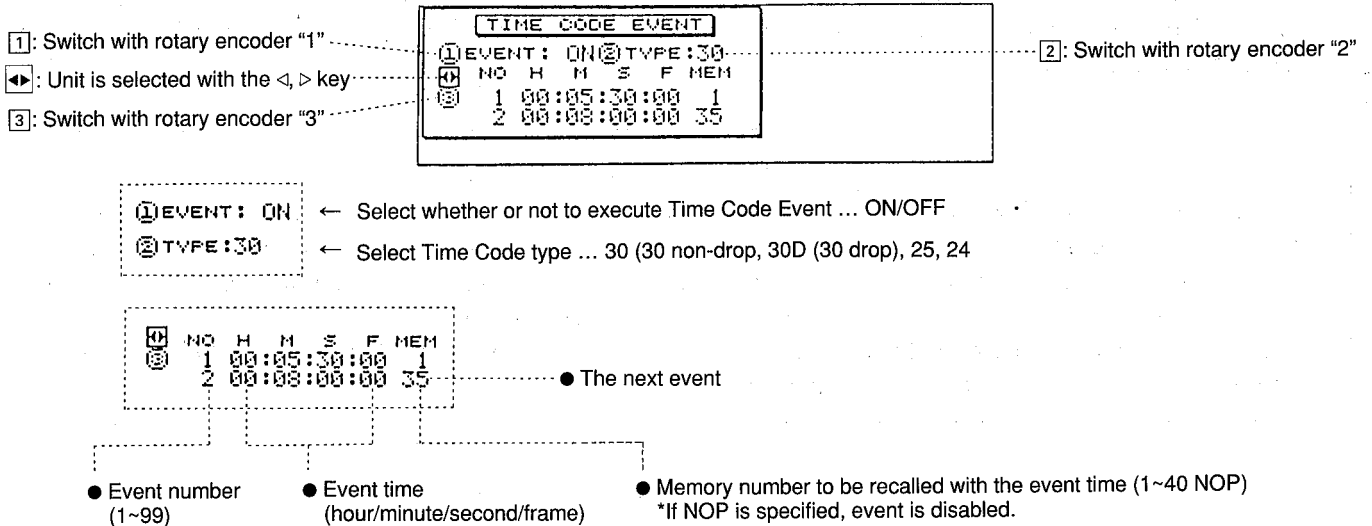 TIME CODE EVENT
①EVENT: ON②TYPE:30
NO H M S F MEM
③ 1 00:05:30:00 1
2 00:08:00:00 35
1: Switch with rotary encoder “1”
◂▸: Unit is selected with the ◁, ▷ key
3: Switch with rotary encoder “3”
2: Switch with rotary encoder “2”
①EVENT: ON ← Select whether or not to execute Time Code Event ... ON/OFF
②TYPE:30 ← Select Time Code type ... 30 (30 non-drop, 30D (30 drop), 25, 24
NO H M S F MEM
③ 1 00:05:30:00 1
2 00:08:00:00 35
● The next event
● Event number
(1~99)
● Event time
(hour/minute/second/frame)
● Memory number to be recalled with the event time (1~40 NOP)
*If NOP is specified, event is disabled.